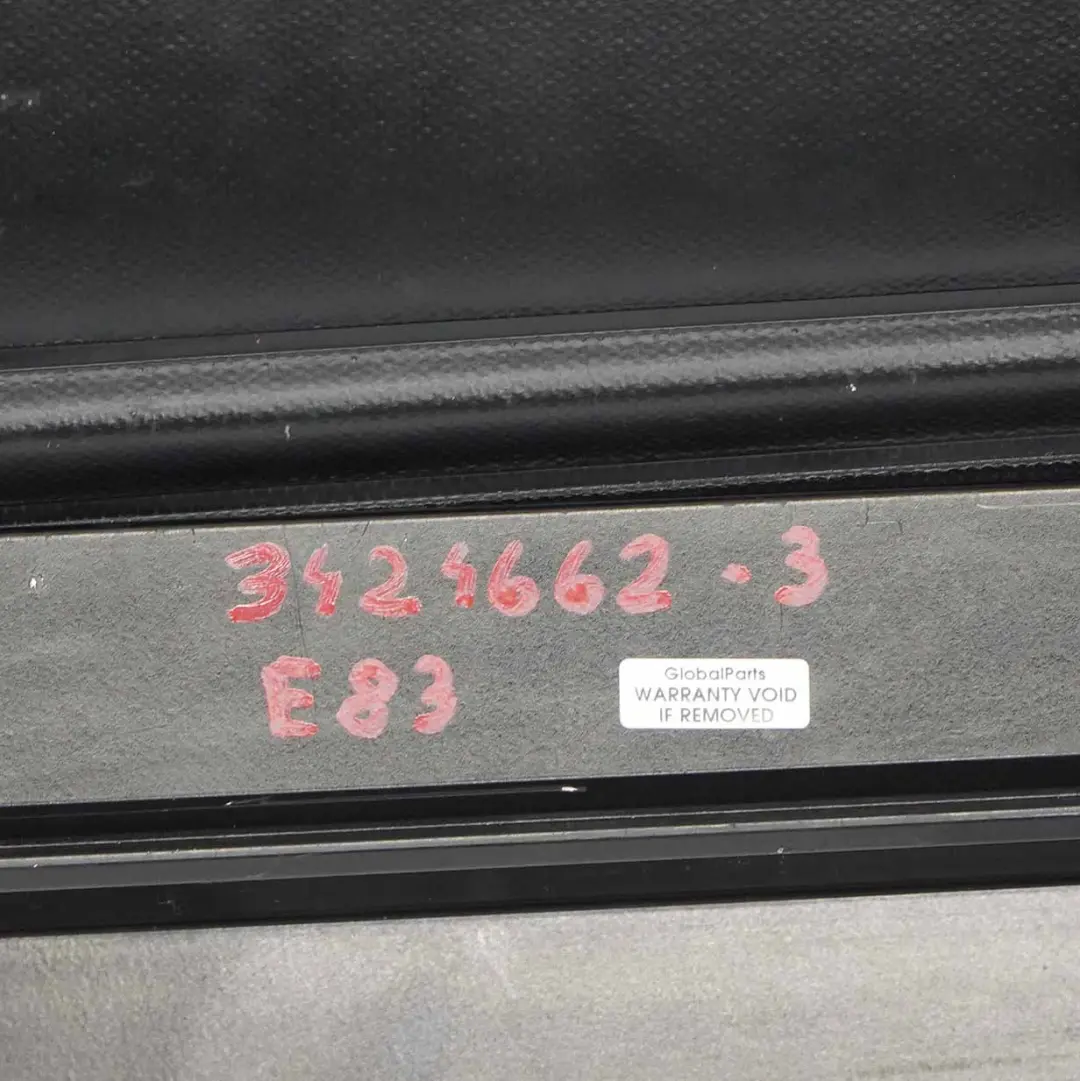 3424662.3
E83
GlobalParts
WARRANTY VOID
IF REMOVED